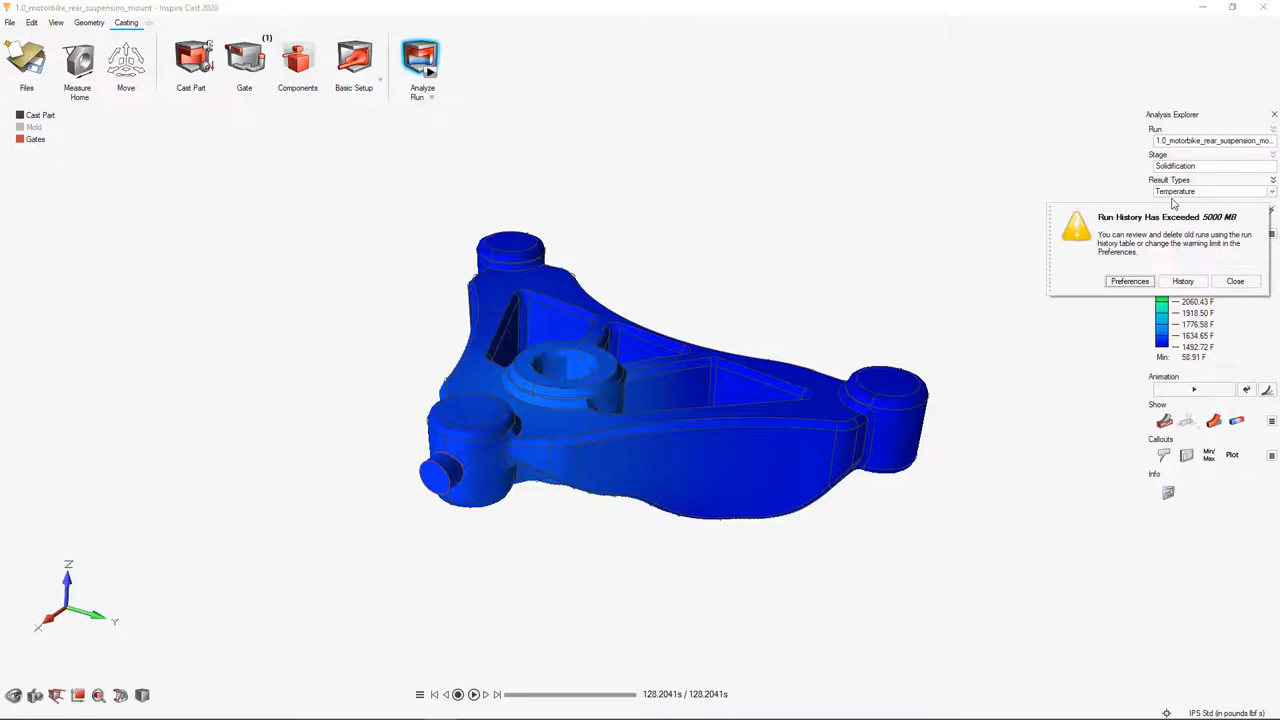 1.0_motorbike_rear_suspension_mount - Inspire Cast 2020
File Edit View Geometry Casting
(1)
Files
Measure
Home
Move
Cast Part
Gate
Components
Basic Setup
Analyze
Run
Cast Part
Mold
Gates
Analysis Explorer
Run
1.0_motorbike_rear_suspension_mo...
Stage
Solidification
Result Types
Temperature
Run History Has Exceeded 5000 MB
You can review and delete old runs using the run
history table or change the warning limit in the
Preferences.
Preferences History Close
2060.43 F
1918.50 F
1776.58 F
1634.65 F
1492.72 F
Min: 58.91 F
Animation
Show
Callouts
Min/
Max
Plot
Info
Z
X
Y
128.2041s / 128.2041s
IPS Std (in pounds lbf s)